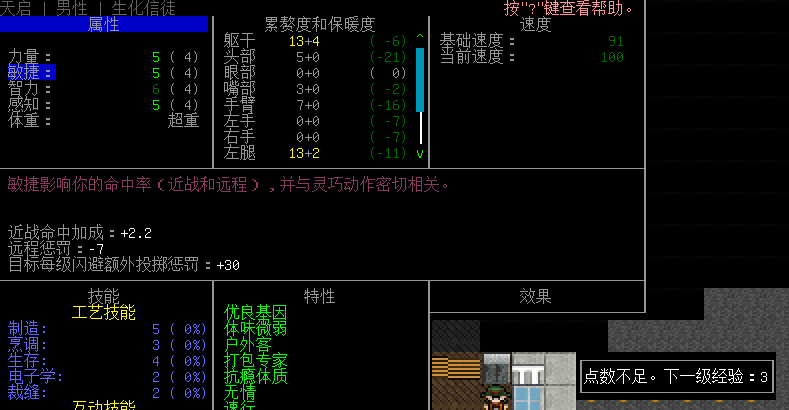 天启 | 男性 | 生化信徒
按"?"键查看帮助。
属性
力量： 5 ( 4)
敏捷： 5 ( 4)
智力： 6 ( 4)
感知： 5 ( 4)
体重： 超重
累赘度和保暖度
躯干 13+4 ( -6)
头部 5+0 (-21)
眼部 0+0 ( 0)
嘴部 3+0 ( -2)
手臂 7+0 (-16)
左手 0+0 ( -7)
右手 0+0 ( -7)
左腿 13+2 (-11)
速度
基础速度： 91
当前速度： 100
敏捷影响你的命中率（近战和远程）,并与灵巧动作密切相关。
近战命中加成：+2.2
远程惩罚：-7
目标每级闪避额外投掷惩罚：+30
技能
工艺技能
制造: 5 ( 0%)
烹调: 3 ( 0%)
生存: 4 ( 0%)
电子学: 2 ( 0%)
裁缝: 2 ( 0%)
互动技能
特性
优良基因
体味微弱
户外客
打包专家
抗癌体质
无情
速行
效果
点数不足。下一级经验：3